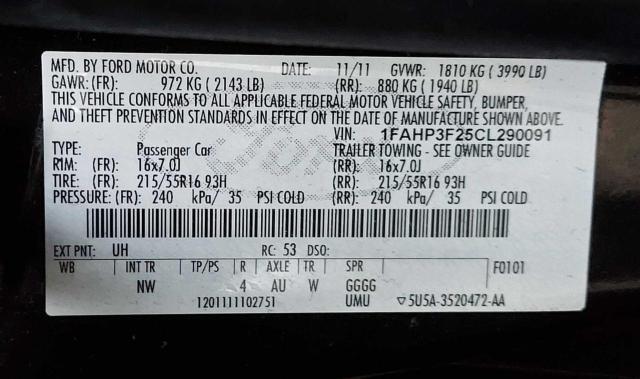 MFD. BY FORD MOTOR CO. DATE: 11/11 GVWR: 1810 KG ( 3990 LB)
GAWR: (FR): 972 KG ( 2143 LB) (RR): 880 KG ( 1940 LB)
THIS VEHICLE CONFORMS TO ALL APPLICABLE FEDERAL MOTOR VEHICLE SAFETY, BUMPER,
AND THEFT PREVENTION STANDARDS IN EFFECT ON THE DATE OF MANUFACTURE SHOWN ABOVE.
VIN: 1FAHP3F25CL290091
TYPE: Passenger Car TRAILER TOWING - SEE OWNER GUIDE
RIM: (FR): 16x7.0J (RR): 16x7.0J
TIRE: (FR): 215/55R16 93H (RR): 215/55R16 93H
PRESSURE: (FR): 240 kPa/ 35 PSI COLD (RR): 240 kPa/ 35 PSI COLD
EXT PNT: UH RC: 53 DSO:
WB INT TR TP/PS R AXLE TR SPR F0101
NW 4 AU W GGGG
1201111102751 UMU ▽5U5A-3520472-AA